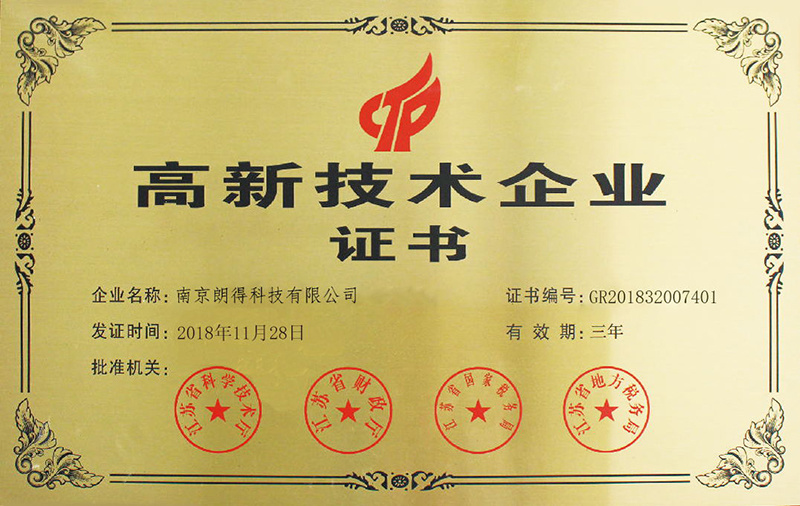 高新技术企业
证书
企业名称：南京朗得科技有限公司
证书编号：GR201832007401
发证时间：2018年11月28日
有效期：三年
批准机关：
江苏省科学技术厅
江苏省财政厅
江苏省国家税务局
江苏省地方税务局